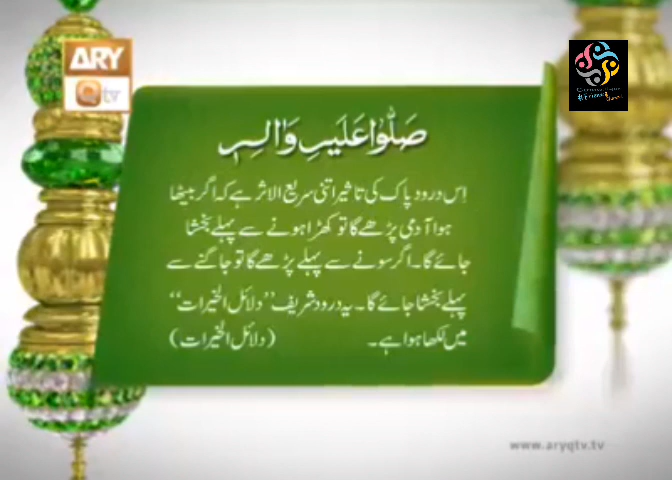 ARY
Qtv
صَلُّوا عَلَيْهِ وَاٰلِهٖ
اِس درود پاک کی تاثیر اتنی سریع الاثر ہے کہ اگر بیٹھا
ہوا آدمی پڑھے گا تو کھڑا ہونے سے پہلے بخشا
جائے گا۔ اگر سونے سے پہلے پڑھے گا تو جاگنے سے
پہلے بخشا جائے گا۔ یہ درود شریف ”دلائل الخیرات“
میں لکھا ہوا ہے۔ (دلائل الخیرات)
www.aryqtv.tv